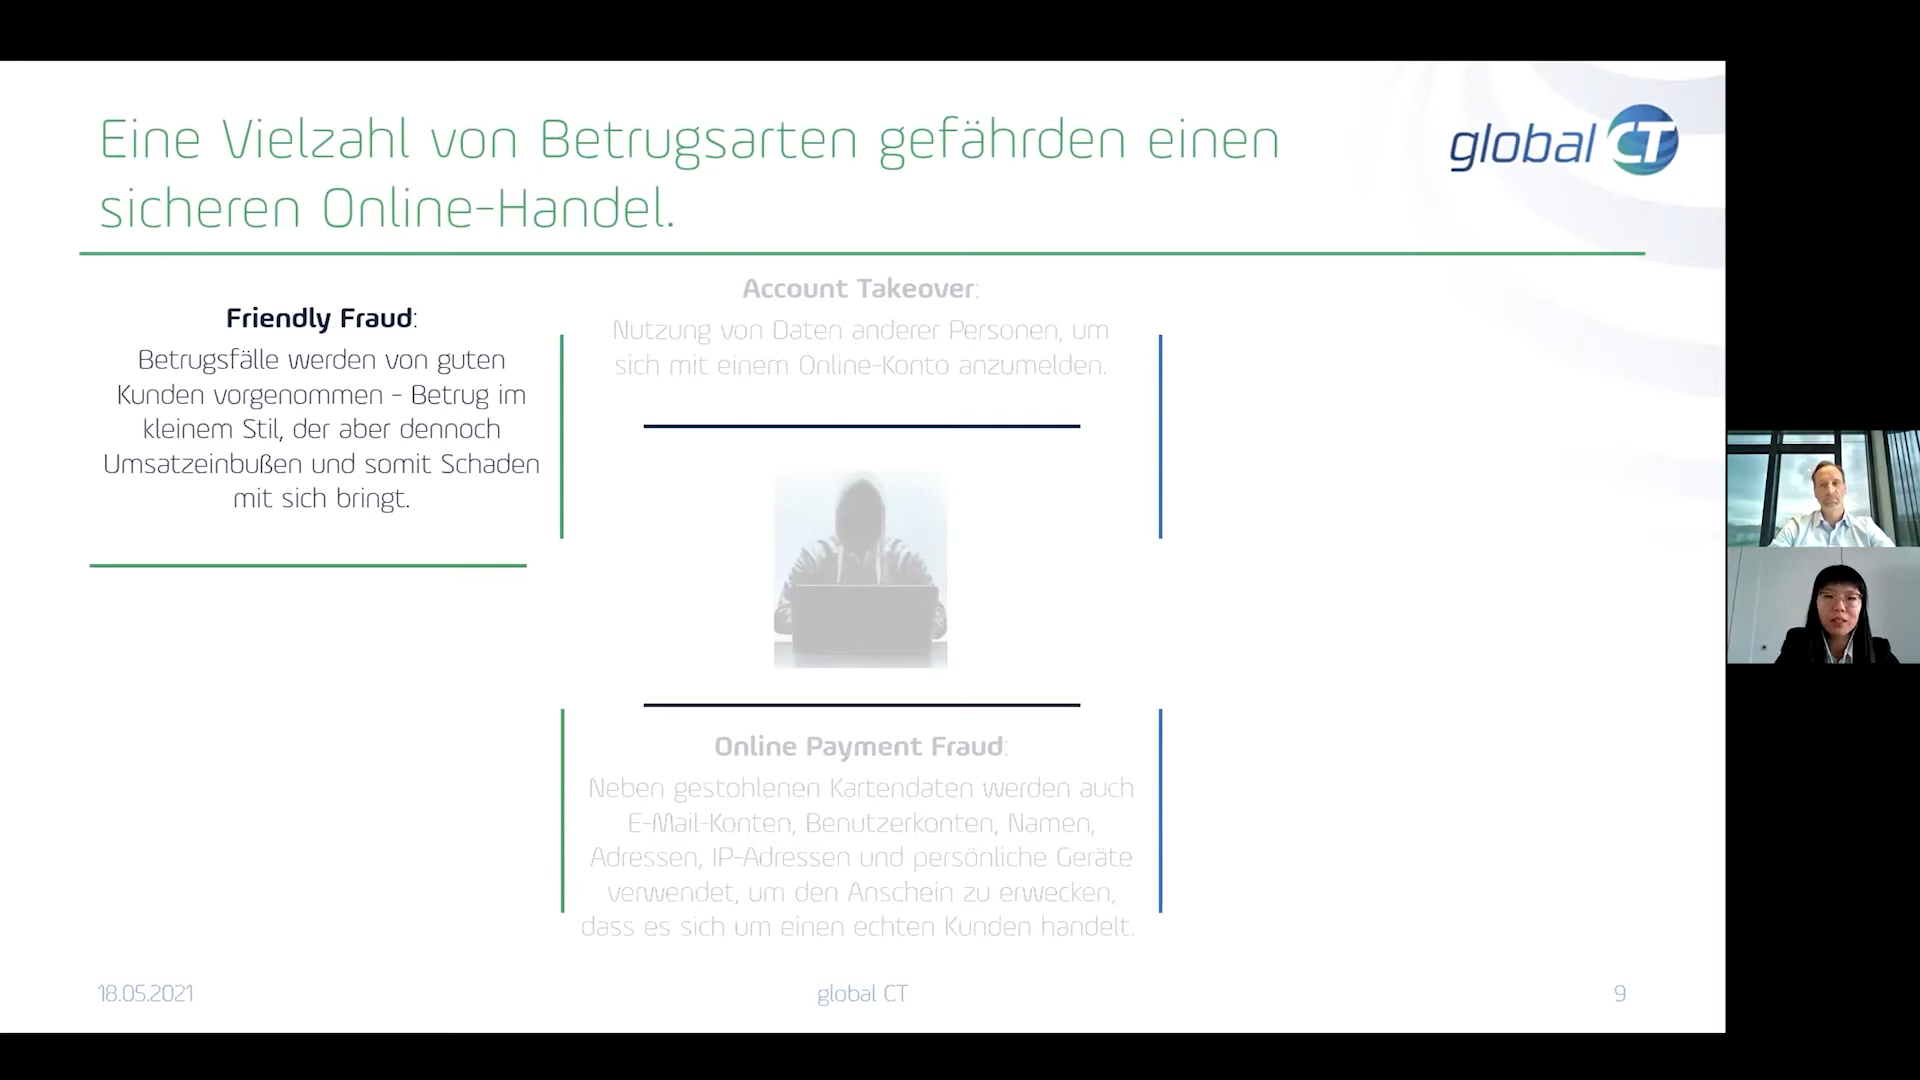 Eine Vielzahl von Betrugsarten gefährden einen
sicheren Online-Handel.
global CT
Friendly Fraud:
Betrugsfälle werden von guten
Kunden vorgenommen - Betrug im
kleinem Stil, der aber dennoch
Umsatzeinbußen und somit Schaden
mit sich bringt.
Account Takeover:
Nutzung von Daten anderer Personen, um
sich mit einem Online-Konto anzumelden.
Online Payment Fraud:
Neben gestohlenen Kartendaten werden auch
E-Mail-Konten, Benutzerkonten, Namen,
Adressen, IP-Adressen und persönliche Geräte
verwendet, um den Anschein zu erwecken,
dass es sich um einen echten Kunden handelt.
18.05.2021
global CT
9